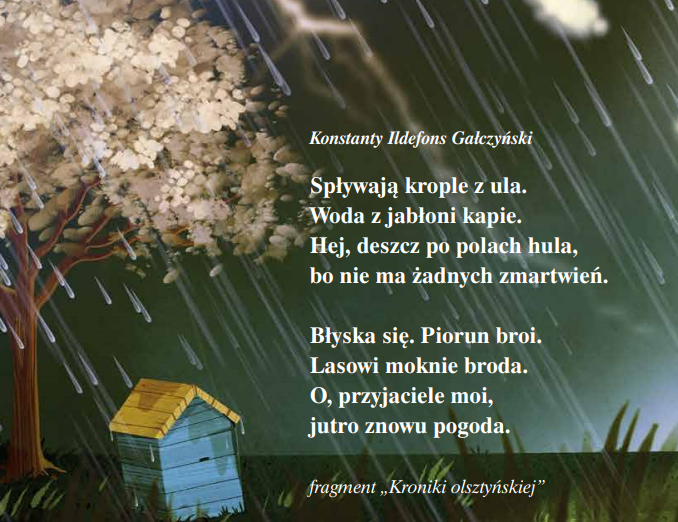 Konstanty Ildefons Gałczyński
Spływają krople z ula.
Woda z jabłoni kapie.
Hej, deszcz po polach hula,
bo nie ma żadnych zmartwień.
Błyska się. Piorun broi.
Lasowi moknie broda.
O, przyjaciele moi,
jutro znowu pogoda.
fragment „Kroniki olsztyńskiej”